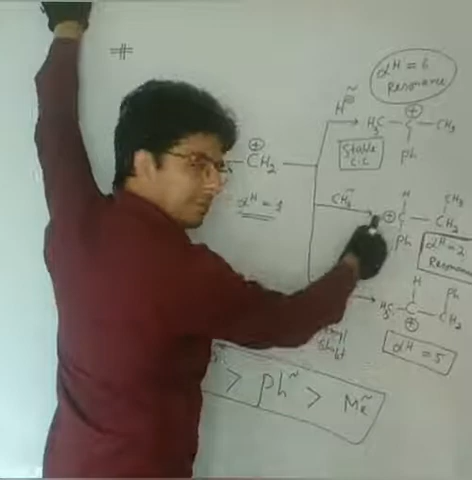 #
αH = 6
Resonance
H~
⊕
H₃C – C – CH₃
Ph
Stable
C.C
⊕
CH₂
αH = 1
CH₃~
H
CH₃
⊕ C – CH₂
Ph
αH = 2
Reson
H
Ph
H₃C – C – CH₂
⊕
Shift
αH = 5
> Ph~ > Me~